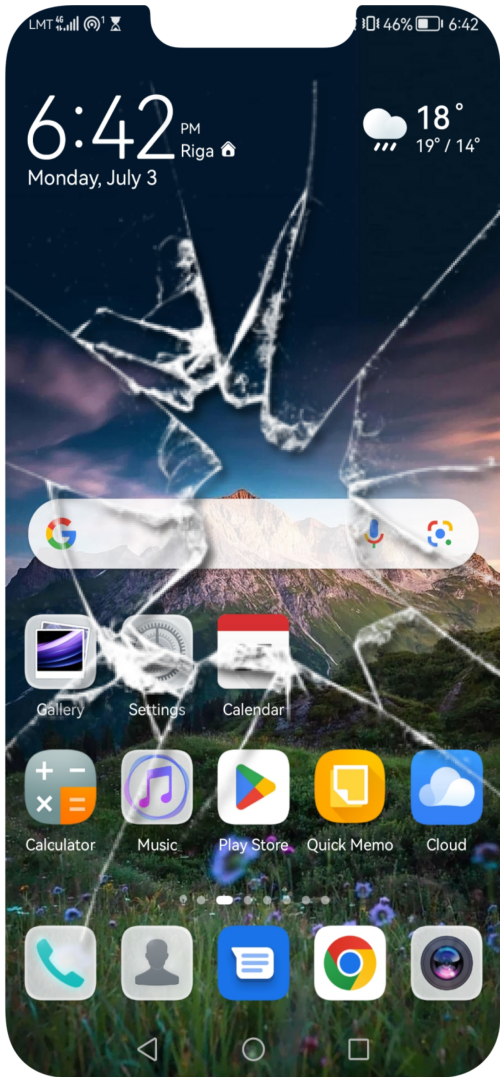 LMT 4G 1 46% 6:42
6:42 PM
Riga
Monday, July 3
18°
19° / 14°
Gallery Settings Calendar
Calculator Music Play Store Quick Memo Cloud